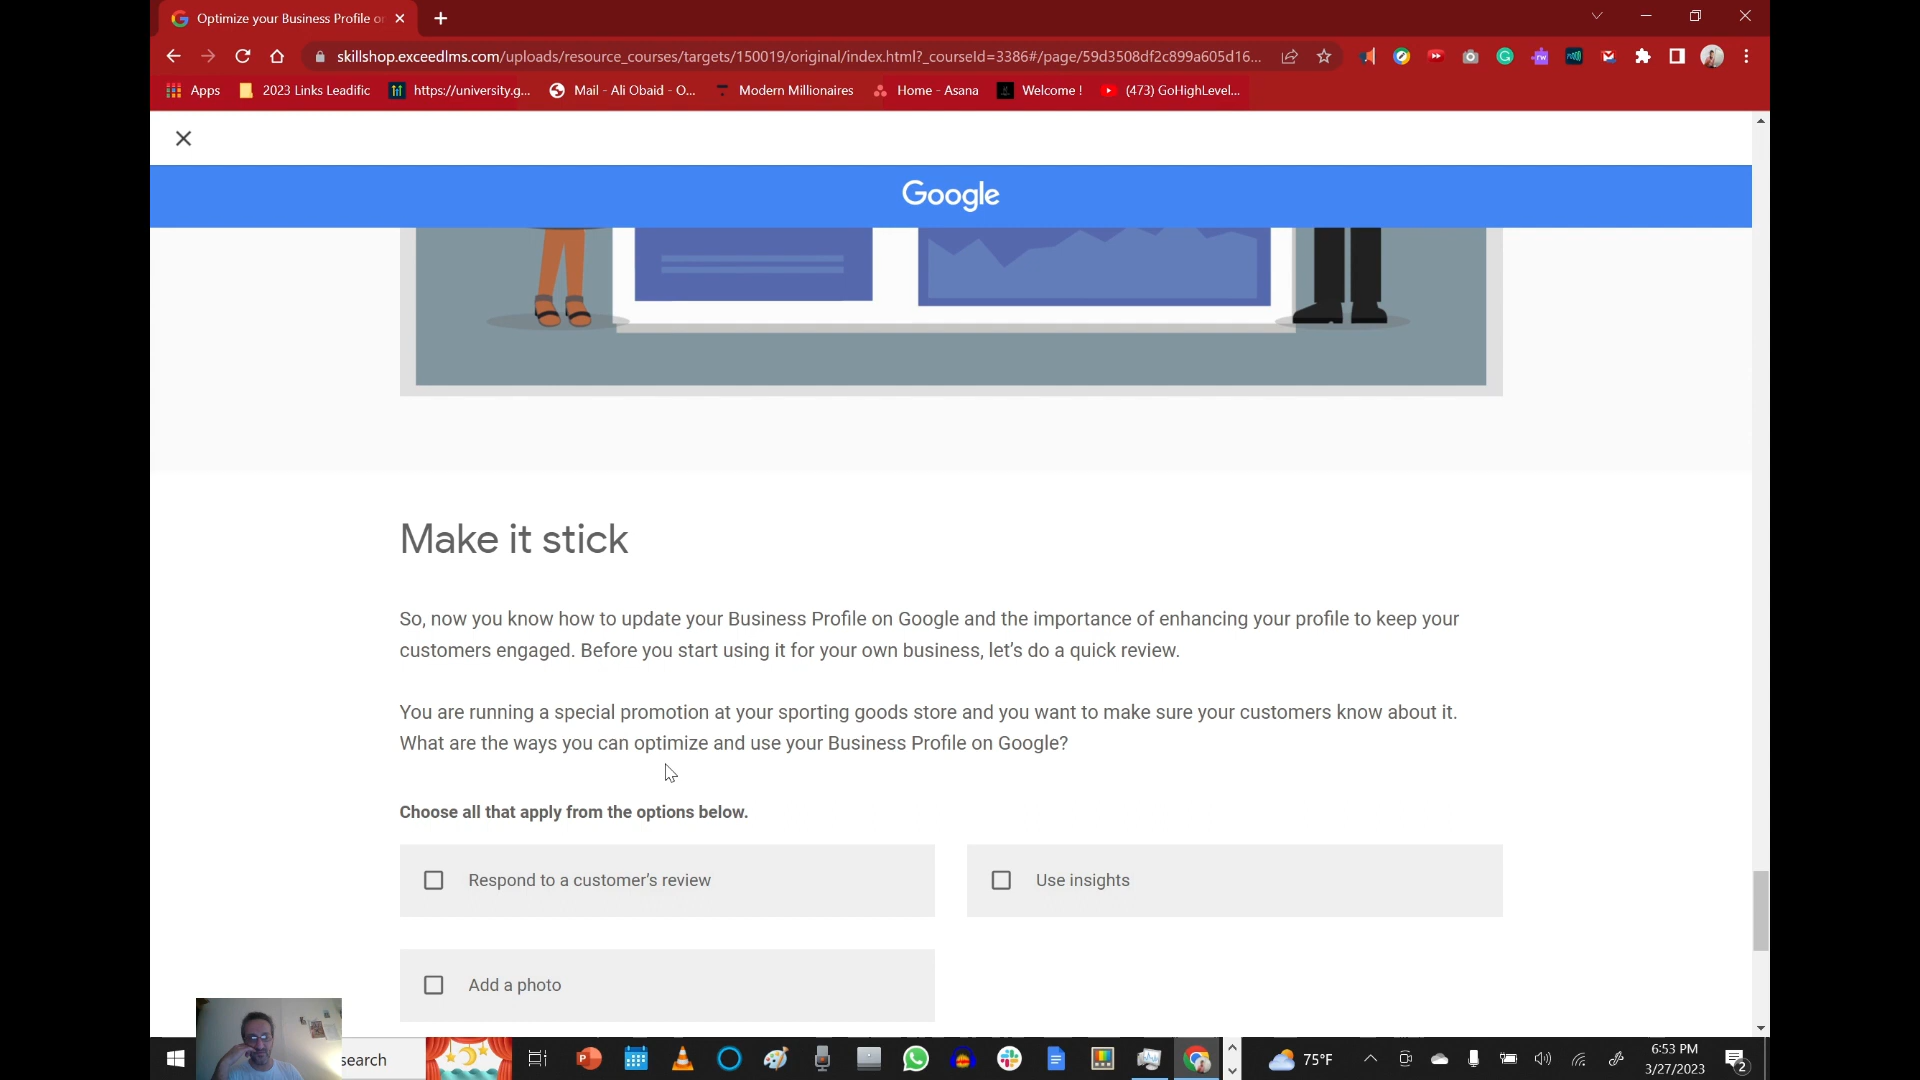 Optimize your Business Profile or
skillshop.exceedlms.com/uploads/resource_courses/targets/150019/original/index.html?_courseId=3386#/page/59d3508df2c899a605d16...
Apps 2023 Links Leadific https://university.g... Mail - Ali Obaid - O... Modern Millionaires Home - Asana Welcome ! (473) GoHighLevel...
Google
Make it stick
So, now you know how to update your Business Profile on Google and the importance of enhancing your profile to keep your
customers engaged. Before you start using it for your own business, let’s do a quick review.
You are running a special promotion at your sporting goods store and you want to make sure your customers know about it.
What are the ways you can optimize and use your Business Profile on Google?
Choose all that apply from the options below.
Respond to a customer’s review
Use insights
Add a photo
search
75°F
6:53 PM
3/27/2023
2